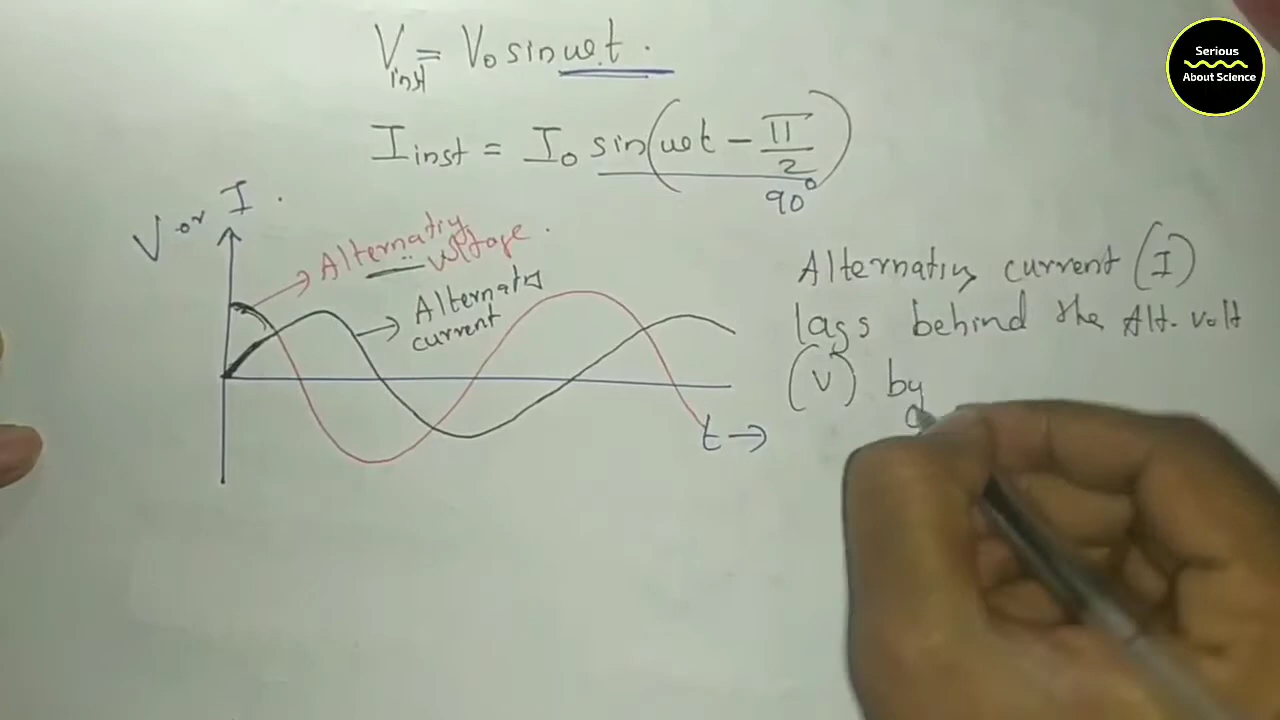 V inst = V₀ sin ωt.
I inst = I₀ sin(ωt - π/2)
90°
V or I.
Alternating voltage.
Alternating current
t →
Alternating current (I)
lags behind the Alt. volt
(V) by
Serious
About Science